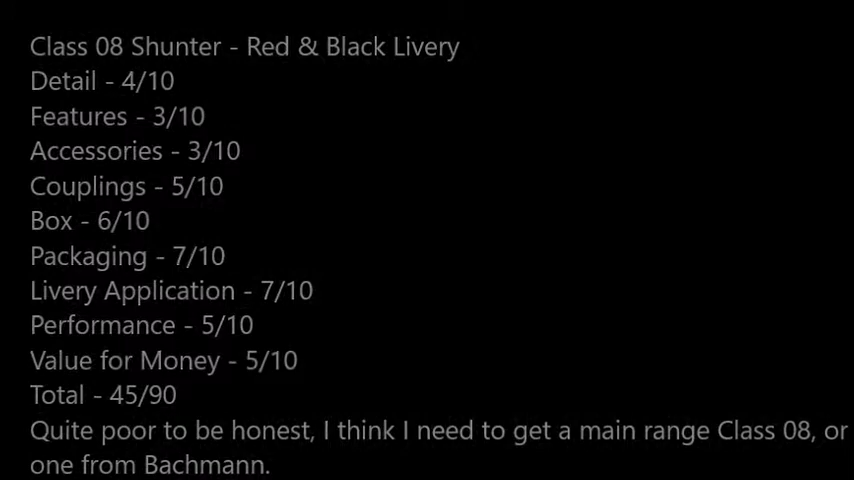 Class 08 Shunter - Red & Black Livery
Detail - 4/10
Features - 3/10
Accessories - 3/10
Couplings - 5/10
Box - 6/10
Packaging - 7/10
Livery Application - 7/10
Performance - 5/10
Value for Money - 5/10
Total - 45/90
Quite poor to be honest, I think I need to get a main range Class 08, or
one from Bachmann.